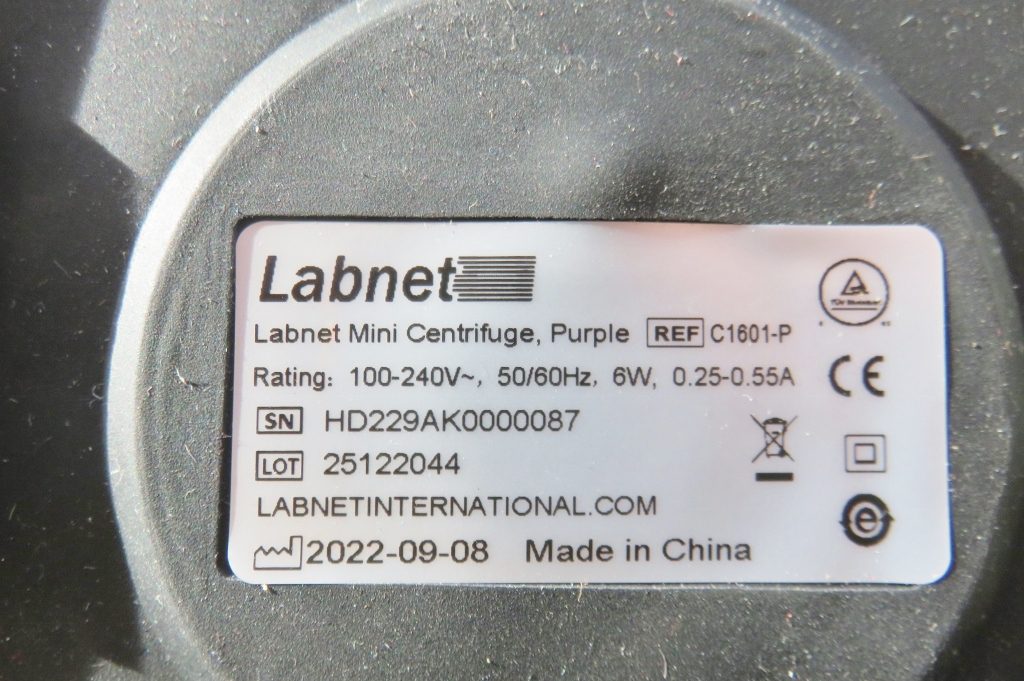 Labnet
Labnet Mini Centrifuge, Purple REF C1601-P
Rating: 100-240V~, 50/60Hz, 6W, 0.25-0.55A
SN HD229AK0000087
LOT 25122044
LABNETINTERNATIONAL.COM
2022-09-08 Made in China
CE
e